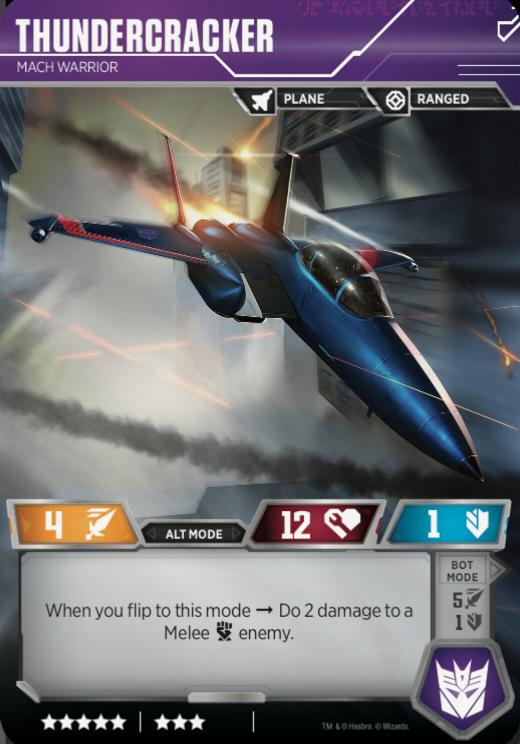 THUNDERCRACKER
MACH WARRIOR
PLANE
RANGED
4
ALT MODE
12
1
BOT MODE
5
1
When you flip to this mode → Do 2 damage to a
Melee enemy.
TM & © Hasbro. © Wizards.